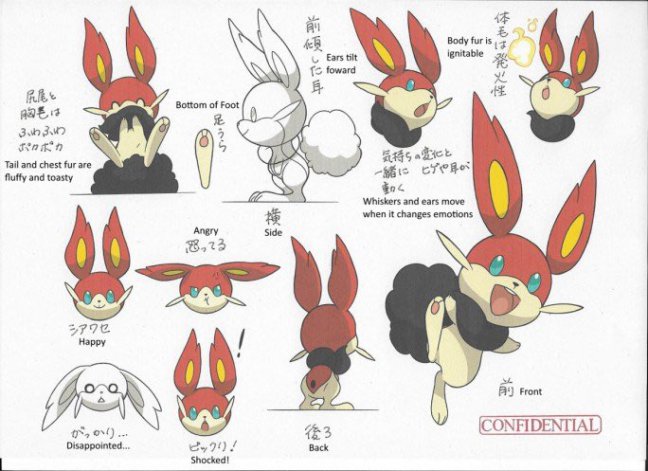 尻尾と
胸毛は
ふわふわ
ポカポカ
Tail and chest fur are
fluffy and toasty
Bottom of Foot
足うら
前傾した耳
Ears tilt
foward
体毛は発火性
Body fur is
ignitable
気持ちの変化と
一緒に ヒゲや耳が
動く
Whiskers and ears move
when it changes emotions
横
Side
シアワセ
Happy
Angry
怒ってる
がっかり...
Disappointed...
!
ビックリ!
Shocked!
後ろ
Back
前
Front
CONFIDENTIAL